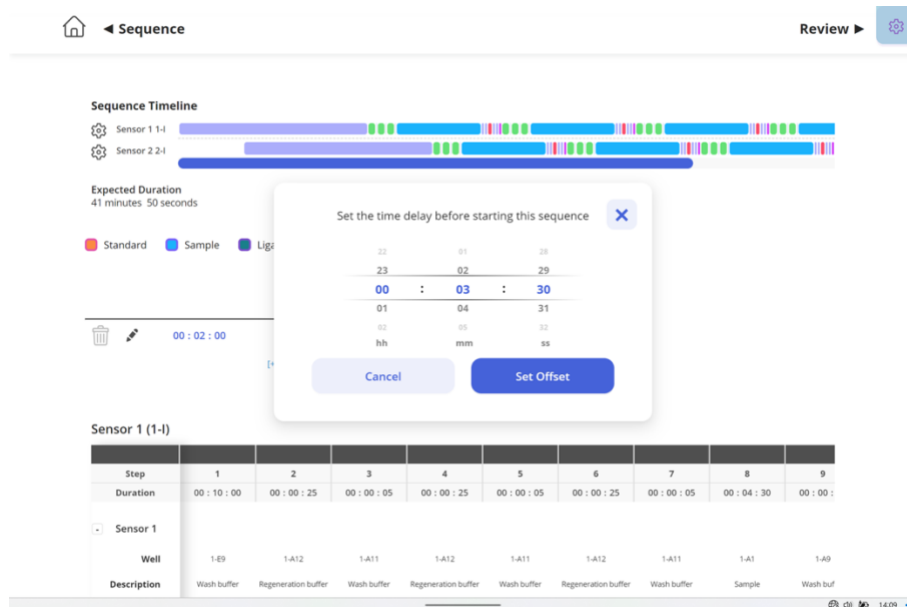 ◄ Sequence
Review ►
Sequence Timeline
Sensor 1 1-I
Sensor 2 2-I
Expected Duration
41 minutes 50 seconds
Standard Sample Liga
Set the time delay before starting this sequence
22 01 28
23 02 29
00 : 03 : 30
01 04 31
02 05 32
hh mm ss
Cancel Set Offset
00 : 02 : 00
Sensor 1 (1-I)
Step 1 2 3 4 5 6 7 8 9
Duration 00 : 10 : 00 00 : 00 : 25 00 : 00 : 05 00 : 00 : 25 00 : 00 : 05 00 : 00 : 25 00 : 00 : 05 00 : 04 : 30 00 : 00 :
Sensor 1
Well 1-E9 1-A12 1-A11 1-A12 1-A11 1-A12 1-A11 1-A1 1-A9
Description Wash buffer Regeneration buffer Wash buffer Regeneration buffer Wash buffer Regeneration buffer Wash buffer Sample Wash buf
14:09